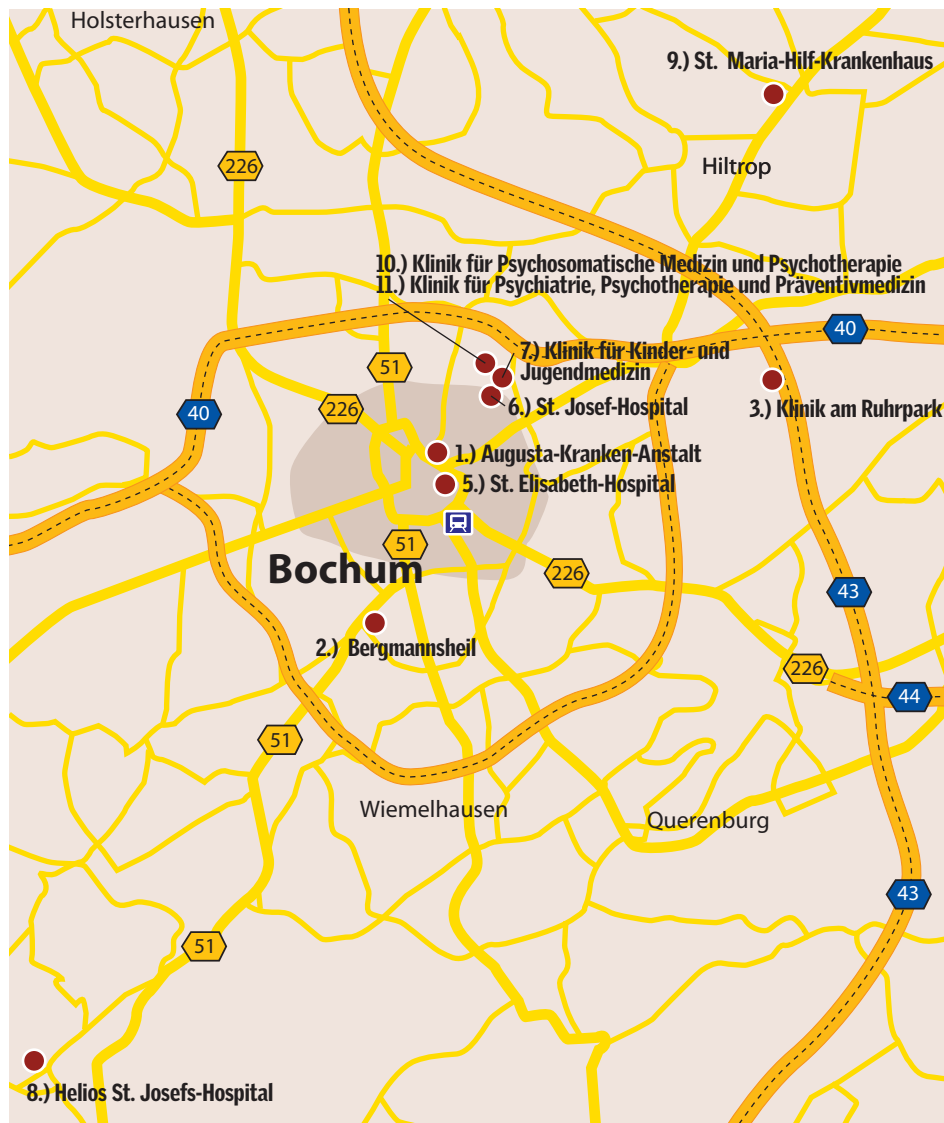 Holsterhausen
9.) St. Maria-Hilf-Krankenhaus
226
Hiltrop
10.) Klinik für Psychosomatische Medizin und Psychotherapie
11.) Klinik für Psychiatrie, Psychotherapie und Präventivmedizin
40
51
7.) Klinik für Kinder- und
Jugendmedizin
226
40
6.) St. Josef-Hospital
3.) Klinik am Ruhrpark
1.) Augusta-Kranken-Anstalt
5.) St. Elisabeth-Hospital
51
Bochum
226
43
2.) Bergmannsheil
226
44
51
Wiemelhausen
Querenburg
43
51
8.) Helios St. Josefs-Hospital